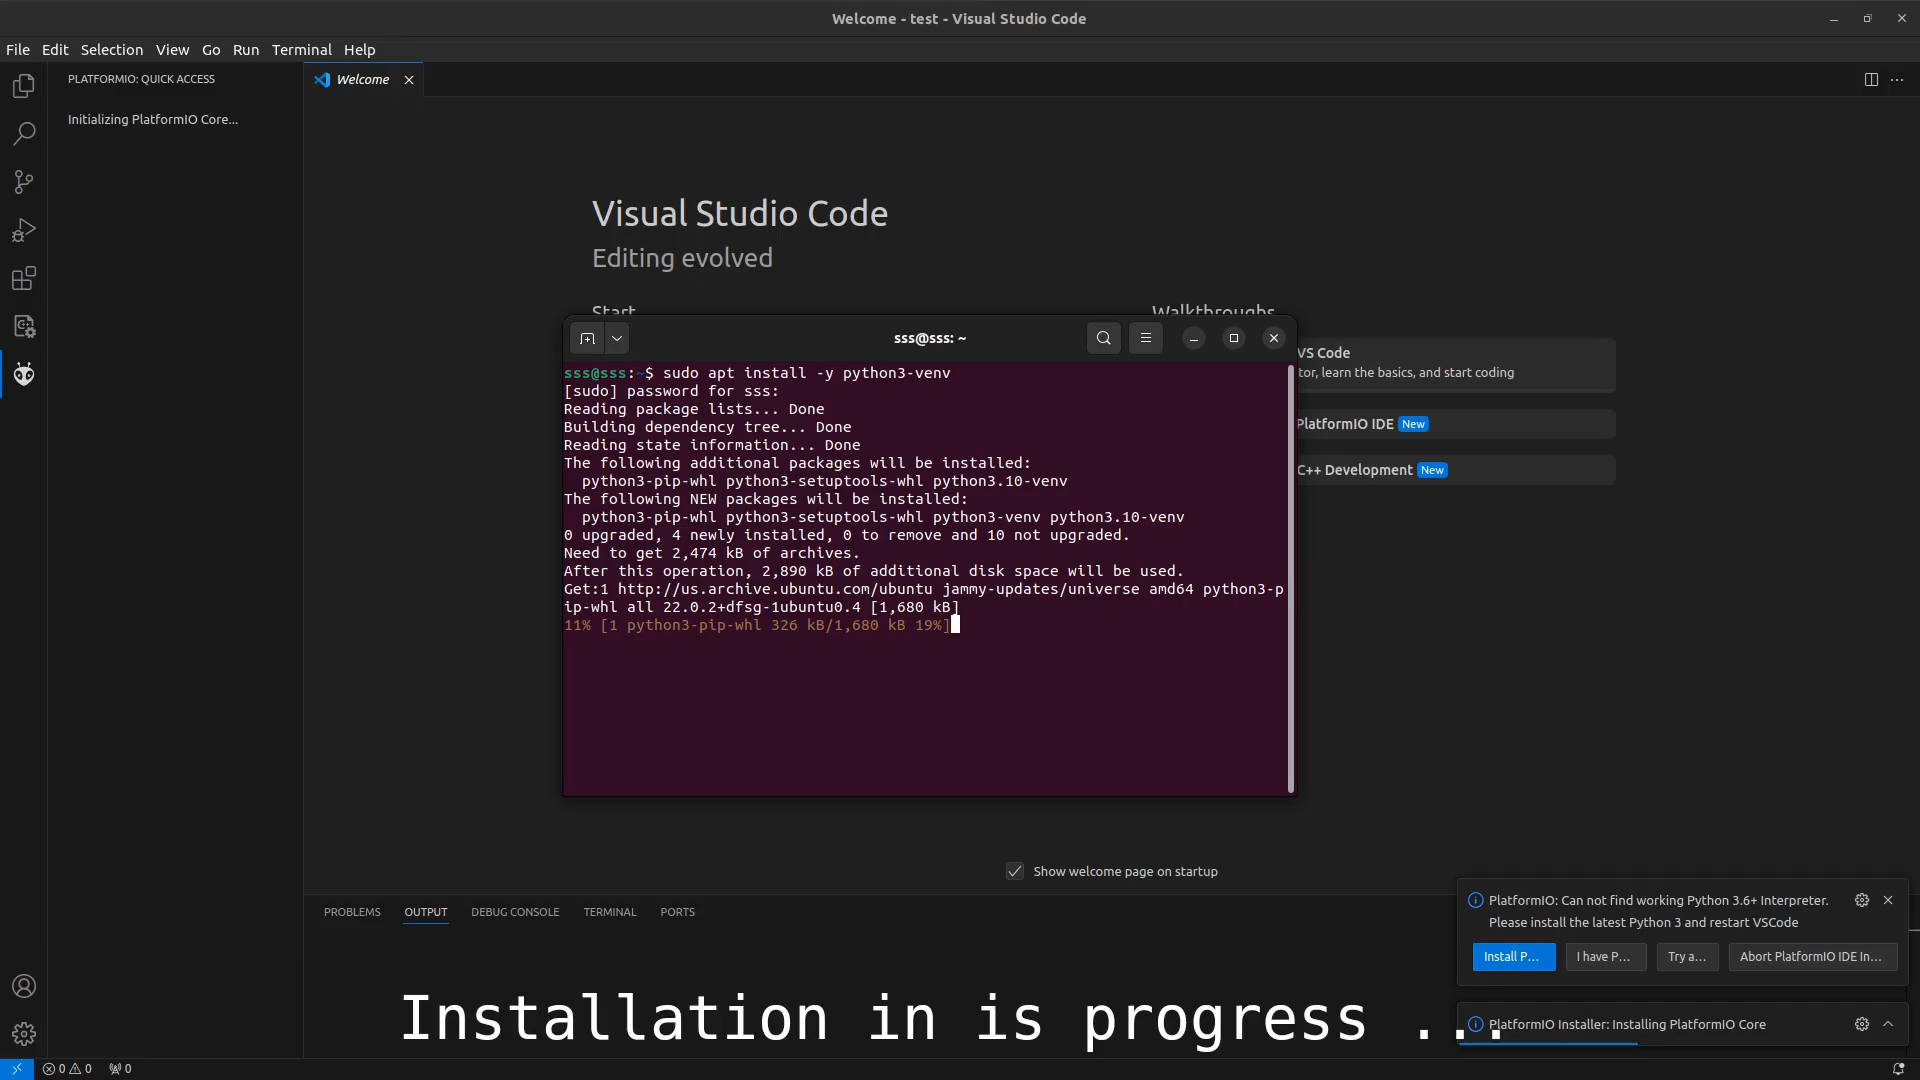 Welcome - test - Visual Studio Code
File Edit Selection View Go Run Terminal Help
PLATFORMIO: QUICK ACCESS
Welcome
Initializing PlatformIO Core...
Visual Studio Code
Editing evolved
Start
Walkthroughs
sss@sss: ~
VS Code
tor, learn the basics, and start coding
PlatformIO IDE New
C++ Development New
sss@sss:~$ sudo apt install -y python3-venv
[sudo] password for sss:
Reading package lists... Done
Building dependency tree... Done
Reading state information... Done
The following additional packages will be installed:
python3-pip-whl python3-setuptools-whl python3.10-venv
The following NEW packages will be installed:
python3-pip-whl python3-setuptools-whl python3-venv python3.10-venv
0 upgraded, 4 newly installed, 0 to remove and 10 not upgraded.
Need to get 2,474 kB of archives.
After this operation, 2,890 kB of additional disk space will be used.
Get:1 http://us.archive.ubuntu.com/ubuntu jammy-updates/universe amd64 python3-p
ip-whl all 22.0.2+dfsg-1ubuntu0.4 [1,680 kB]
11% [1 python3-pip-whl 326 kB/1,680 kB 19%]
Show welcome page on startup
PROBLEMS OUTPUT DEBUG CONSOLE TERMINAL PORTS
PlatformIO: Can not find working Python 3.6+ Interpreter.
Please install the latest Python 3 and restart VSCode
Install P... I have P... Try a... Abort PlatformIO IDE In...
Installation in is progress ...
PlatformIO Installer: Installing PlatformIO Core
0 0 0